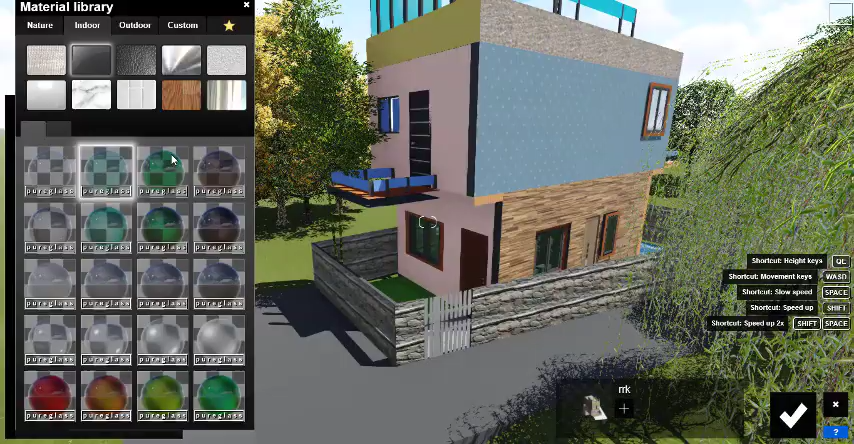 Material library
Nature Indoor Outdoor Custom
pureglass pureglass pureglass pureglass
pureglass pureglass pureglass pureglass
pureglass pureglass pureglass pureglass
pureglass pureglass pureglass pureglass
pureglass pureglass pureglass pureglass
Shortcut: Height keys QE
Shortcut: Movement keys WASD
Shortcut: Slow speed SPACE
Shortcut: Speed up SHIFT
Shortcut: Speed up 2x SHIFT SPACE
rrk
?